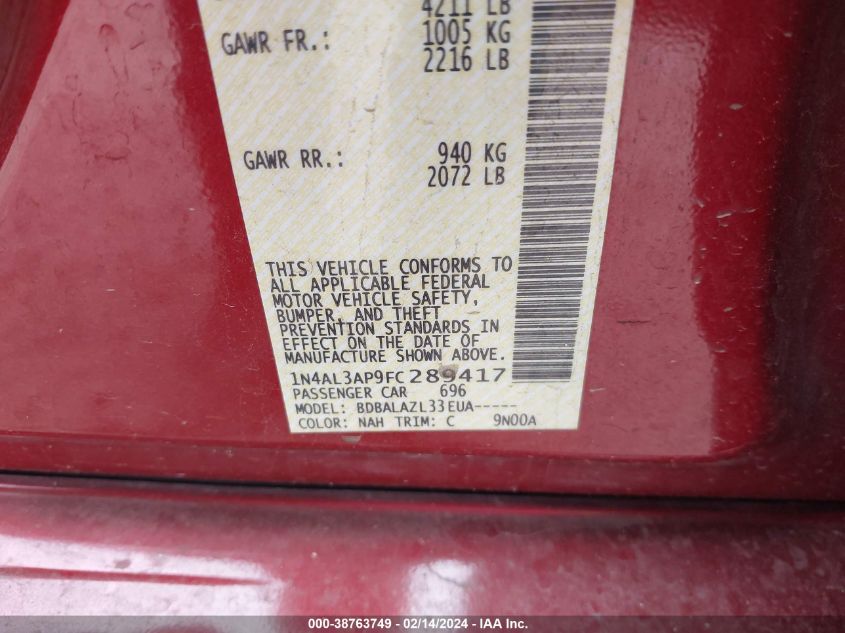 4211 LB
GAWR FR.: 1005 KG
2216 LB
GAWR RR.: 940 KG
2072 LB
THIS VEHICLE CONFORMS TO
ALL APPLICABLE FEDERAL
MOTOR VEHICLE SAFETY,
BUMPER, AND THEFT
PREVENTION STANDARDS IN
EFFECT ON THE DATE OF
MANUFACTURE SHOWN ABOVE.
1N4AL3AP9FC289417
PASSENGER CAR 696
MODEL: BDBALAZL33EUA-----
COLOR: NAH TRIM: C 9N00A
000-38763749 - 02/14/2024 - IAA Inc.